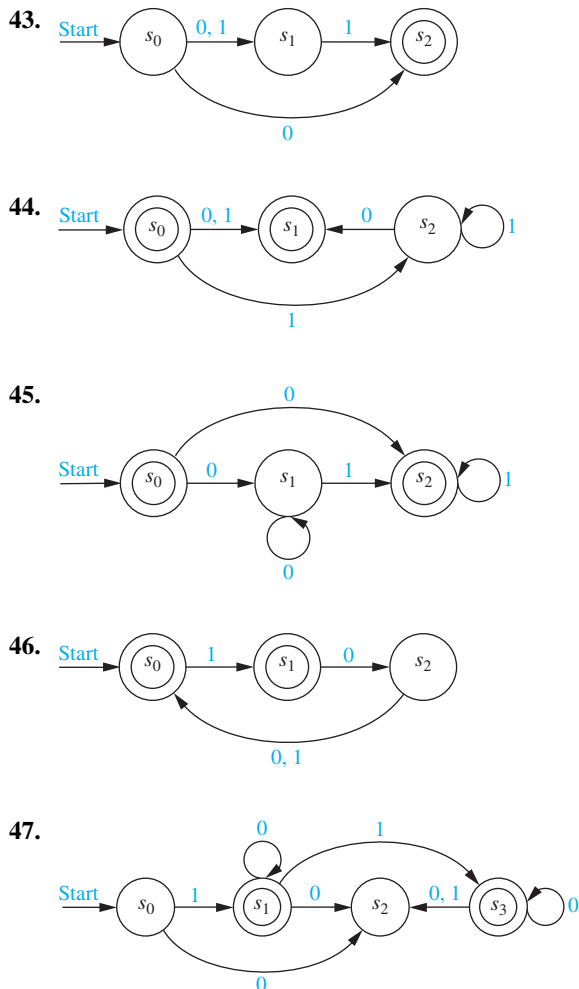 43. Start s0 0, 1 s1 1 s2
0
44. Start s0 0, 1 s1 0 s2 1
1
45.
0
Start s0 0 s1 1 s2 1
0
46. Start s0 1 s1 0 s2
0, 1
47.
0 1
Start s0 1 s1 0 s2 0, 1 s3 0
0